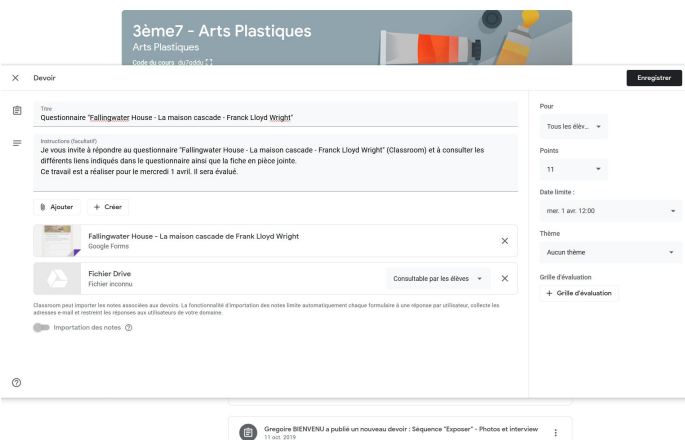 3ème7 - Arts Plastiques
Arts Plastiques
Code du cours du7qddu
Devoir
Enregistrer
Titre
Questionnaire "Fallingwater House - La maison cascade - Franck Lloyd Wright"
Instructions (facultatif)
Je vous invite à répondre au questionnaire "Fallingwater House - La maison cascade - Franck Lloyd Wright" (Classroom) et à consulter les
différents liens indiqués dans le questionnaire ainsi que la fiche en pièce jointe.
Ce travail est a réaliser pour le mercredi 1 avril. il sera évalué.
Ajouter
+ Créer
Fallingwater House - La maison cascade de Frank Lloyd Wright
Google Forms
Fichier Drive
Fichier inconnu
Consultable par les élèves
Classroom peut importer les notes associées aux devoirs. La fonctionnalité d'importation des notes limite automatiquement chaque formulaire à une réponse par utilisateur, collecte les
adresses e-mail et restreint les réponses aux utilisateurs de votre domaine.
Importation des notes
Pour
Tous les élèv...
Points
11
Date limite :
mer. 1 avr. 12:00
Thème
Aucun thème
Grille d'évaluation
+ Grille d'évaluation
Gregoire BIENVENU a publié un nouveau devoir : Séquence "Exposer" - Photos et interview
11 oct. 2019